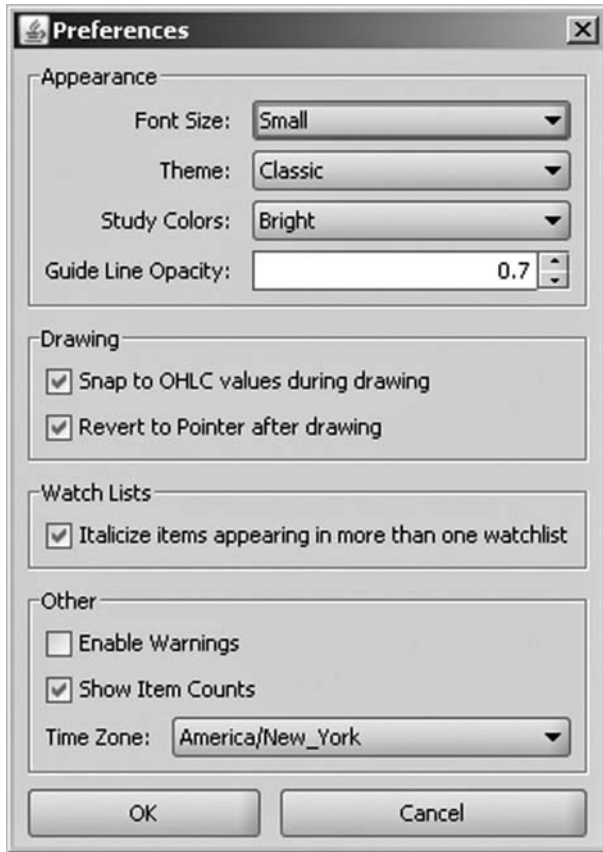 Preferences
Appearance
Font Size: Small
Theme: Classic
Study Colors: Bright
Guide Line Opacity: 0.7
Drawing
Snap to OHLC values during drawing
Revert to Pointer after drawing
Watch Lists
Italicize items appearing in more than one watchlist
Other
Enable Warnings
Show Item Counts
Time Zone: America/New_York
OK Cancel